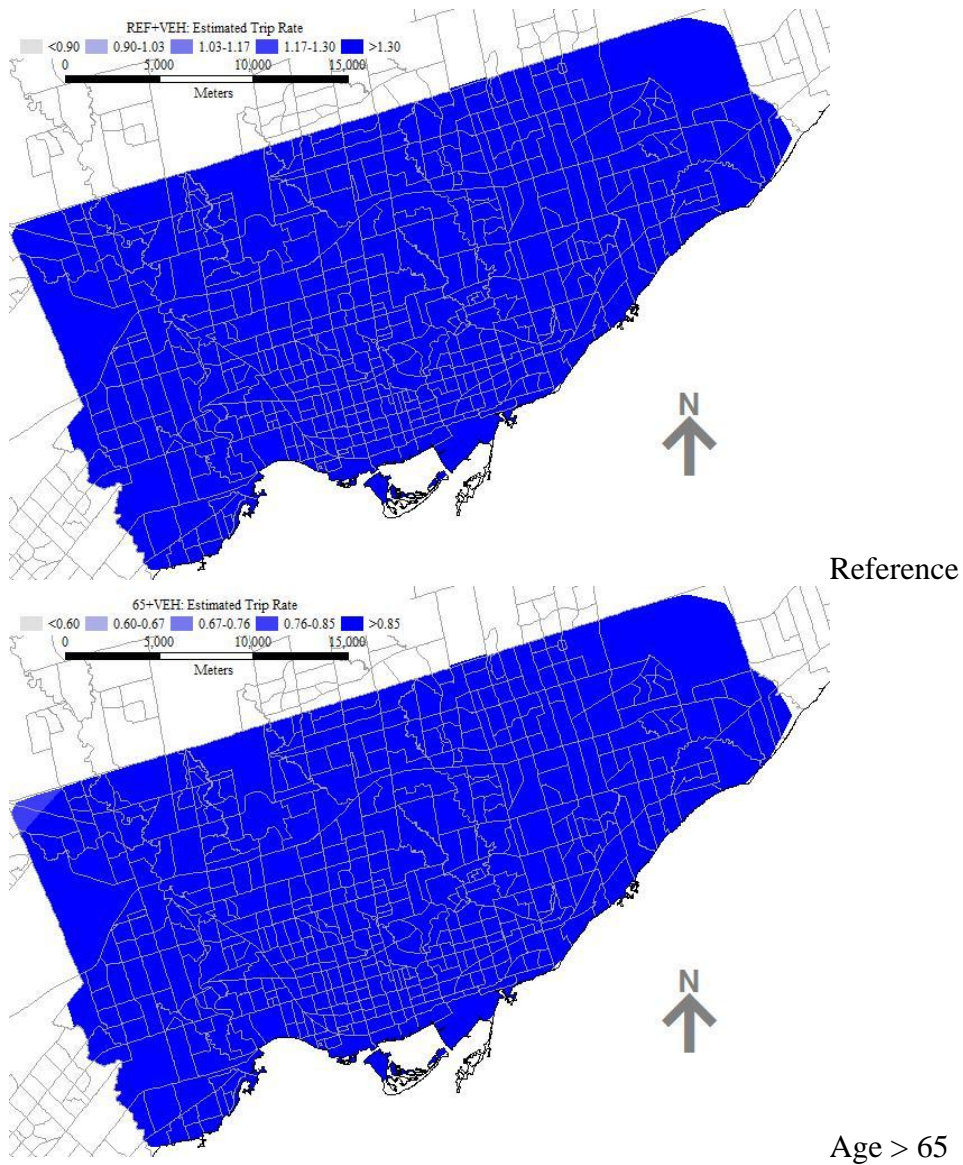 REF+VEH: Estimated Trip Rate
<0.90 0.90-1.03 1.03-1.17 1.17-1.30 >1.30
0 5,000 10,000 15,000
Meters
N
Reference
65+VEH: Estimated Trip Rate
<0.60 0.60-0.67 0.67-0.76 0.76-0.85 >0.85
0 5,000 10,000 15,000
Meters
N
Age > 65